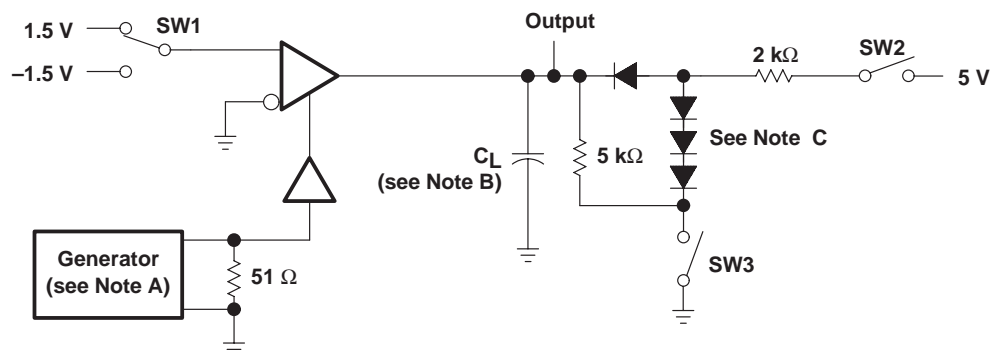 Output
1.5 V
SW1
–1.5 V
2 kΩ
SW2
5 V
CL
(see Note B)
5 kΩ
See Note C
Generator
(see Note A)
51 Ω
SW3